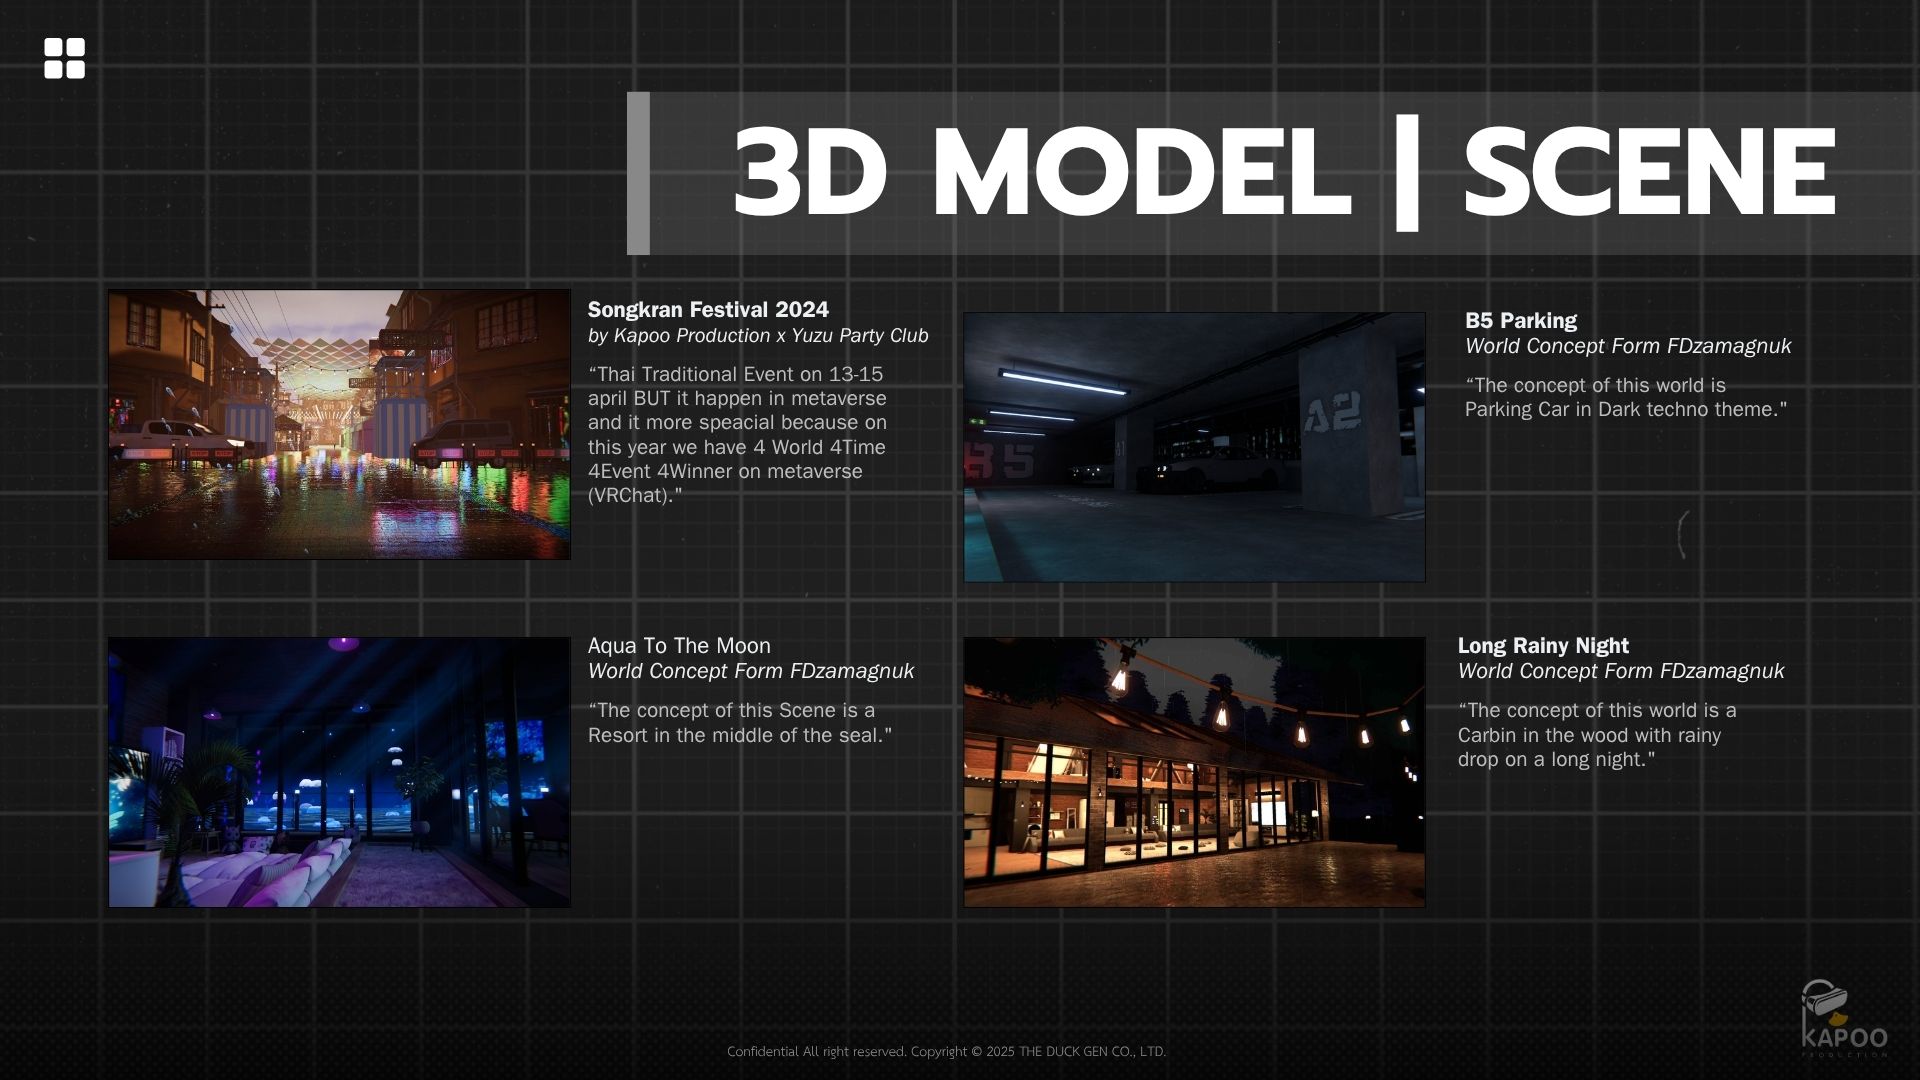 3D MODEL | SCENE
Songkran Festival 2024
by Kapoo Production x Yuzu Party Club
“Thai Traditional Event on 13-15
april BUT it happen in metaverse
and it more speacial because on
this year we have 4 World 4Time
4Event 4Winner on metaverse
(VRChat)."
B5 Parking
World Concept Form FDzamagnuk
“The concept of this world is
Parking Car in Dark techno theme."
A2
B5
Aqua To The Moon
World Concept Form FDzamagnuk
“The concept of this Scene is a
Resort in the middle of the seal."
Long Rainy Night
World Concept Form FDzamagnuk
“The concept of this world is a
Carbin in the wood with rainy
drop on a long night."
Confidential All right reserved. Copyright © 2025 THE DUCK GEN CO., LTD.
KAPOO
PRODUCTION